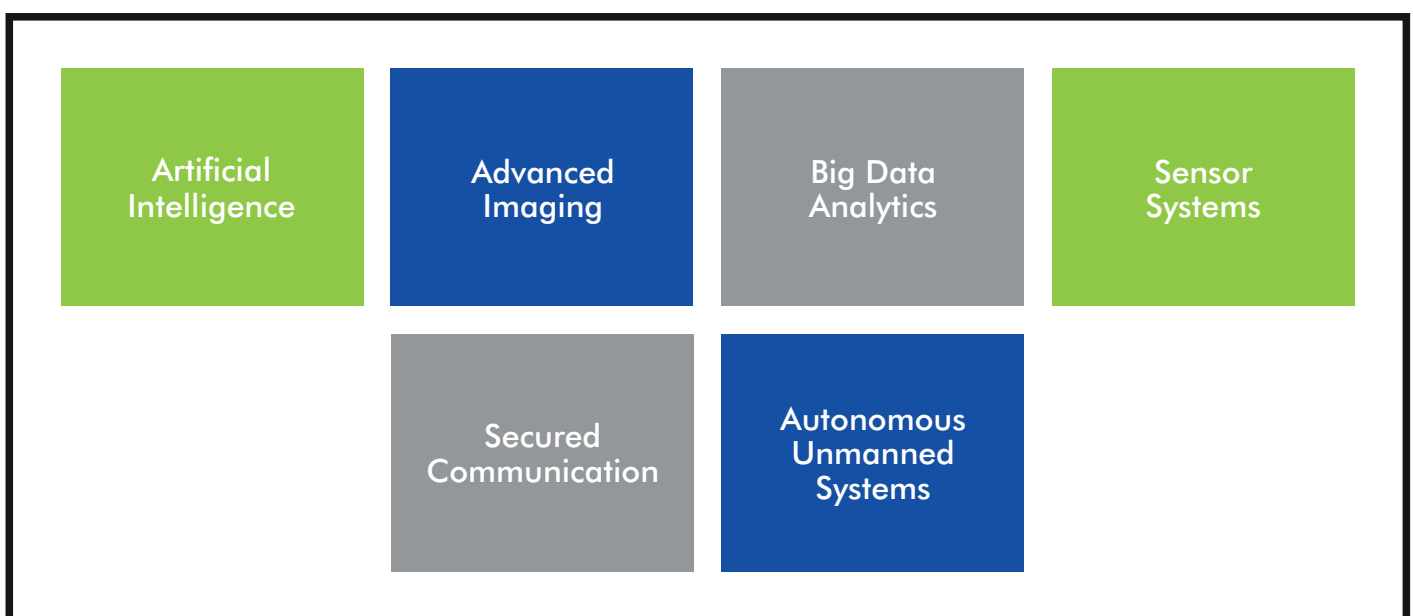 Artificial
Intelligence
Advanced
Imaging
Big Data
Analytics
Sensor
Systems
Secured
Communication
Autonomous
Unmanned
Systems